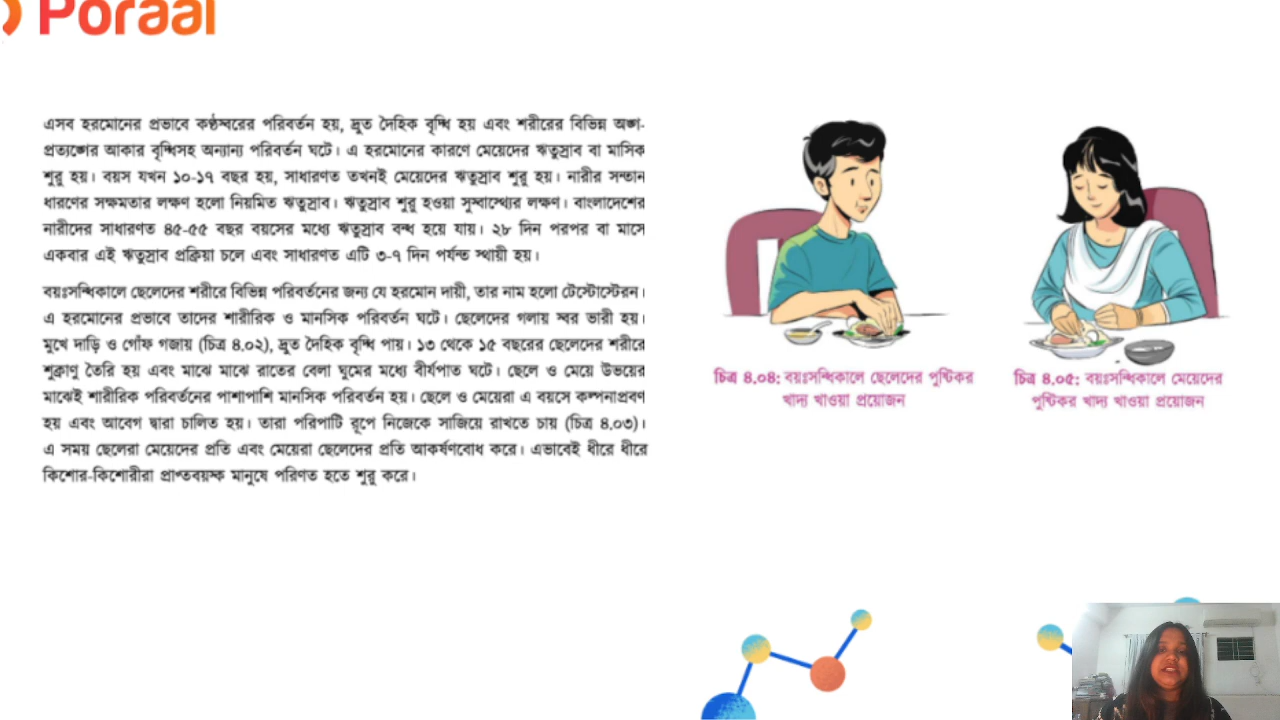 Poraai
এসব হরমোনের প্রভাবে কণ্ঠস্বরের পরিবর্তন হয়, দ্রুত দৈহিক বৃদ্ধি হয় এবং শরীরের বিভিন্ন অঙ্গ-
প্রত্যঙ্গের আকার বৃদ্ধিসহ অন্যান্য পরিবর্তন ঘটে। এ হরমোনের কারণে মেয়েদের ঋতুস্রাব বা মাসিক
শুরু হয়। বয়স যখন ১০-১৭ বছর হয়, সাধারণত তখনই মেয়েদের ঋতুস্রাব শুরু হয়। নারীর সন্তান
ধারণের সক্ষমতার লক্ষণ হলো নিয়মিত ঋতুস্রাব। ঋতুস্রাব শুরু হওয়া সুস্বাস্থ্যের লক্ষণ। বাংলাদেশের
নারীদের সাধারণত ৪৫-৫৫ বছর বয়সের মধ্যে ঋতুস্রাব বন্ধ হয়ে যায়। ২৮ দিন পরপর বা মাসে
একবার এই ঋতুস্রাব প্রক্রিয়া চলে এবং সাধারণত এটি ৩-৭ দিন পর্যন্ত স্থায়ী হয়।
বয়ঃসন্ধিকালে ছেলেদের শরীরে বিভিন্ন পরিবর্তনের জন্য যে হরমোন দায়ী, তার নাম হলো টেস্টোস্টেরন।
এ হরমোনের প্রভাবে তাদের শারীরিক ও মানসিক পরিবর্তন ঘটে। ছেলেদের গলায় স্বর ভারী হয়।
মুখে দাড়ি ও গোঁফ গজায় (চিত্র ৪.০২), দ্রুত দৈহিক বৃদ্ধি পায়। ১৩ থেকে ১৫ বছরের ছেলেদের শরীরে
শুক্রাণু তৈরি হয় এবং মাঝে মাঝে রাতের বেলা ঘুমের মধ্যে বীর্যপাত ঘটে। ছেলে ও মেয়ে উভয়ের
মাঝেই শারীরিক পরিবর্তনের পাশাপাশি মানসিক পরিবর্তন হয়। ছেলে ও মেয়েরা এ বয়সে কল্পনাপ্রবণ
হয় এবং আবেগ দ্বারা চালিত হয়। তারা পরিপাটি রূপে নিজেকে সাজিয়ে রাখতে চায় (চিত্র ৪.০৩)।
এ সময় ছেলেরা মেয়েদের প্রতি এবং মেয়েরা ছেলেদের প্রতি আকর্ষণবোধ করে। এভাবেই ধীরে ধীরে
কিশোর-কিশোরীরা প্রাপ্তবয়স্ক মানুষে পরিণত হতে শুরু করে।
চিত্র ৪.০৪: বয়ঃসন্ধিকালে ছেলেদের পুষ্টিকর
খাদ্য খাওয়া প্রয়োজন
চিত্র ৪.০৫: বয়ঃসন্ধিকালে মেয়েদের
পুষ্টিকর খাদ্য খাওয়া প্রয়োজন